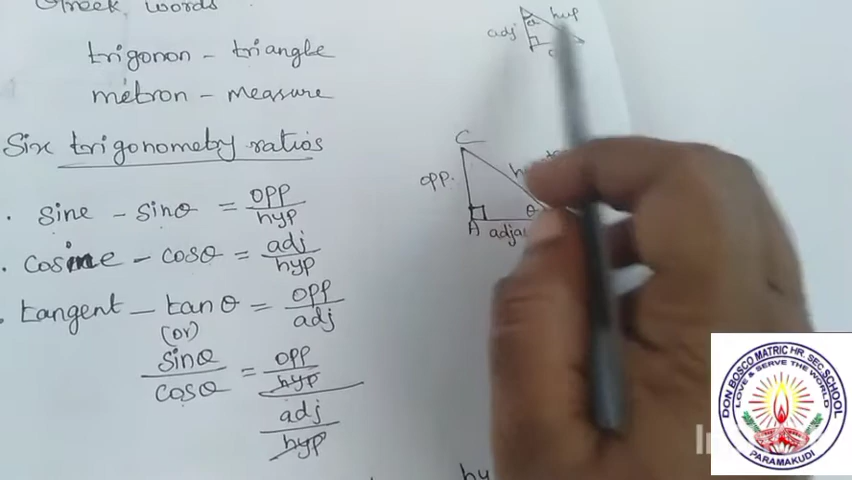 Greek words
trigonon - triangle
metron - measure
Six trigonometry ratios
. sine - sinθ = opp/hyp
. cosine - cosθ = adj/hyp
. tangent - tanθ = opp/adj
(or)
sinθ/cosθ = opp/hyp / adj/hyp
adj
hyp
C
opp.
θ
A
DON BOSCO MATRIC HR. SEC. SCHOOL
LOVE & SERVE THE WORLD
PARAMAKUDI